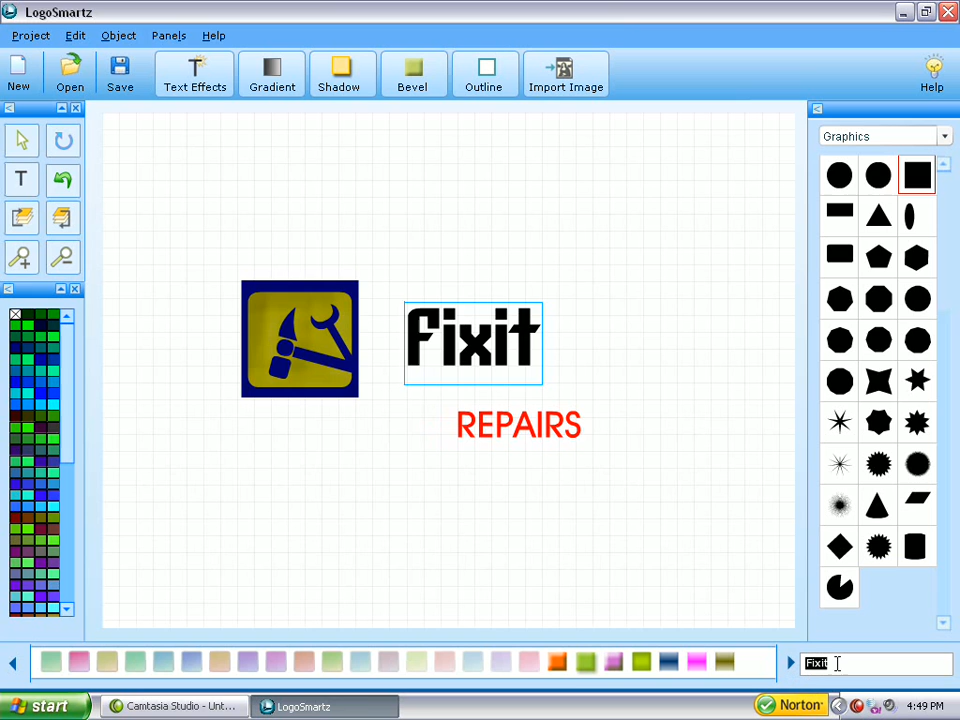 LogoSmartz
Project Edit Object Panels Help
New Open Save Text Effects Gradient Shadow Bevel Outline Import Image Help
Graphics
T
Fixit
REPAIRS
Fixit
start Camtasia Studio - Unt... LogoSmartz Norton 4:49 PM